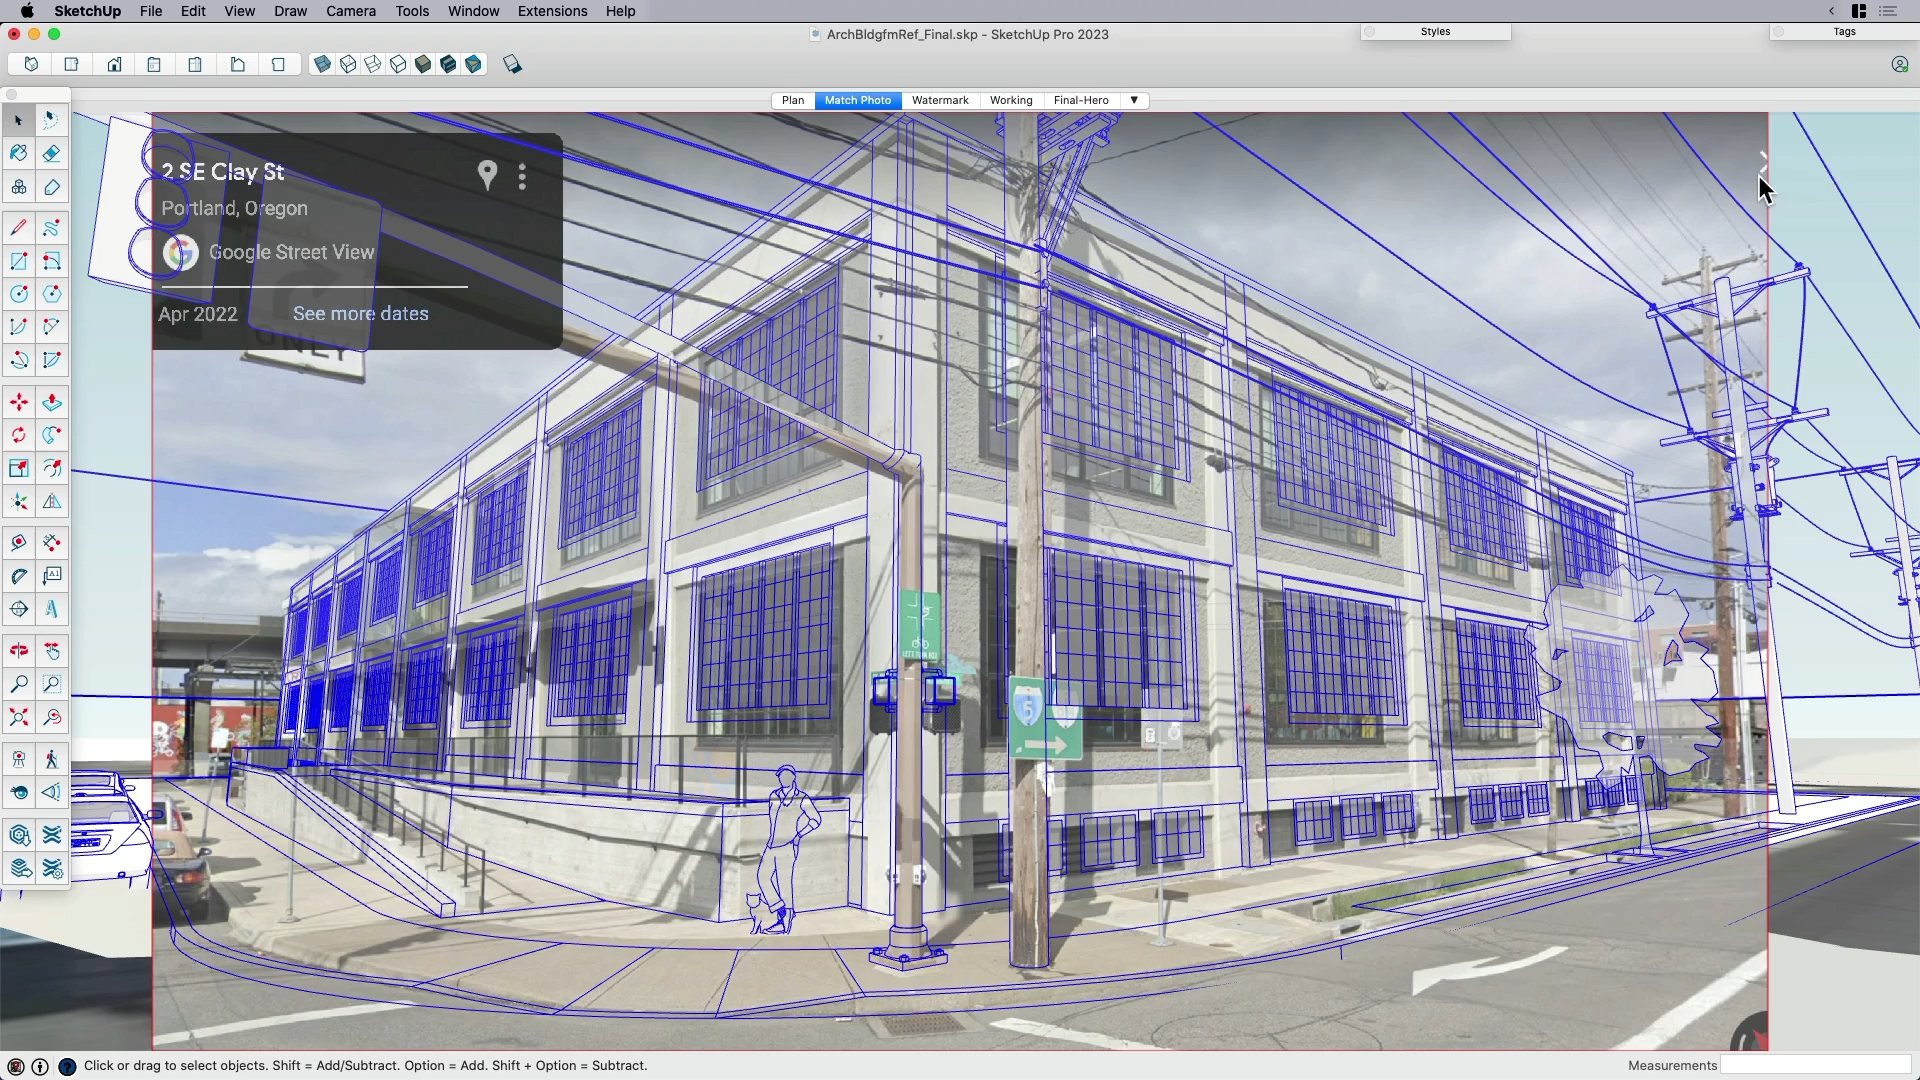 SketchUp File Edit View Draw Camera Tools Window Extensions Help
ArchBldgfmRef_Final.skp - SketchUp Pro 2023
Styles
Tags
Plan Match Photo Watermark Working Final-Hero
2 SE Clay St
Portland, Oregon
Google Street View
Apr 2022 See more dates
ONLY
5
A1
Click or drag to select objects. Shift = Add/Subtract. Option = Add. Shift + Option = Subtract.
Measurements